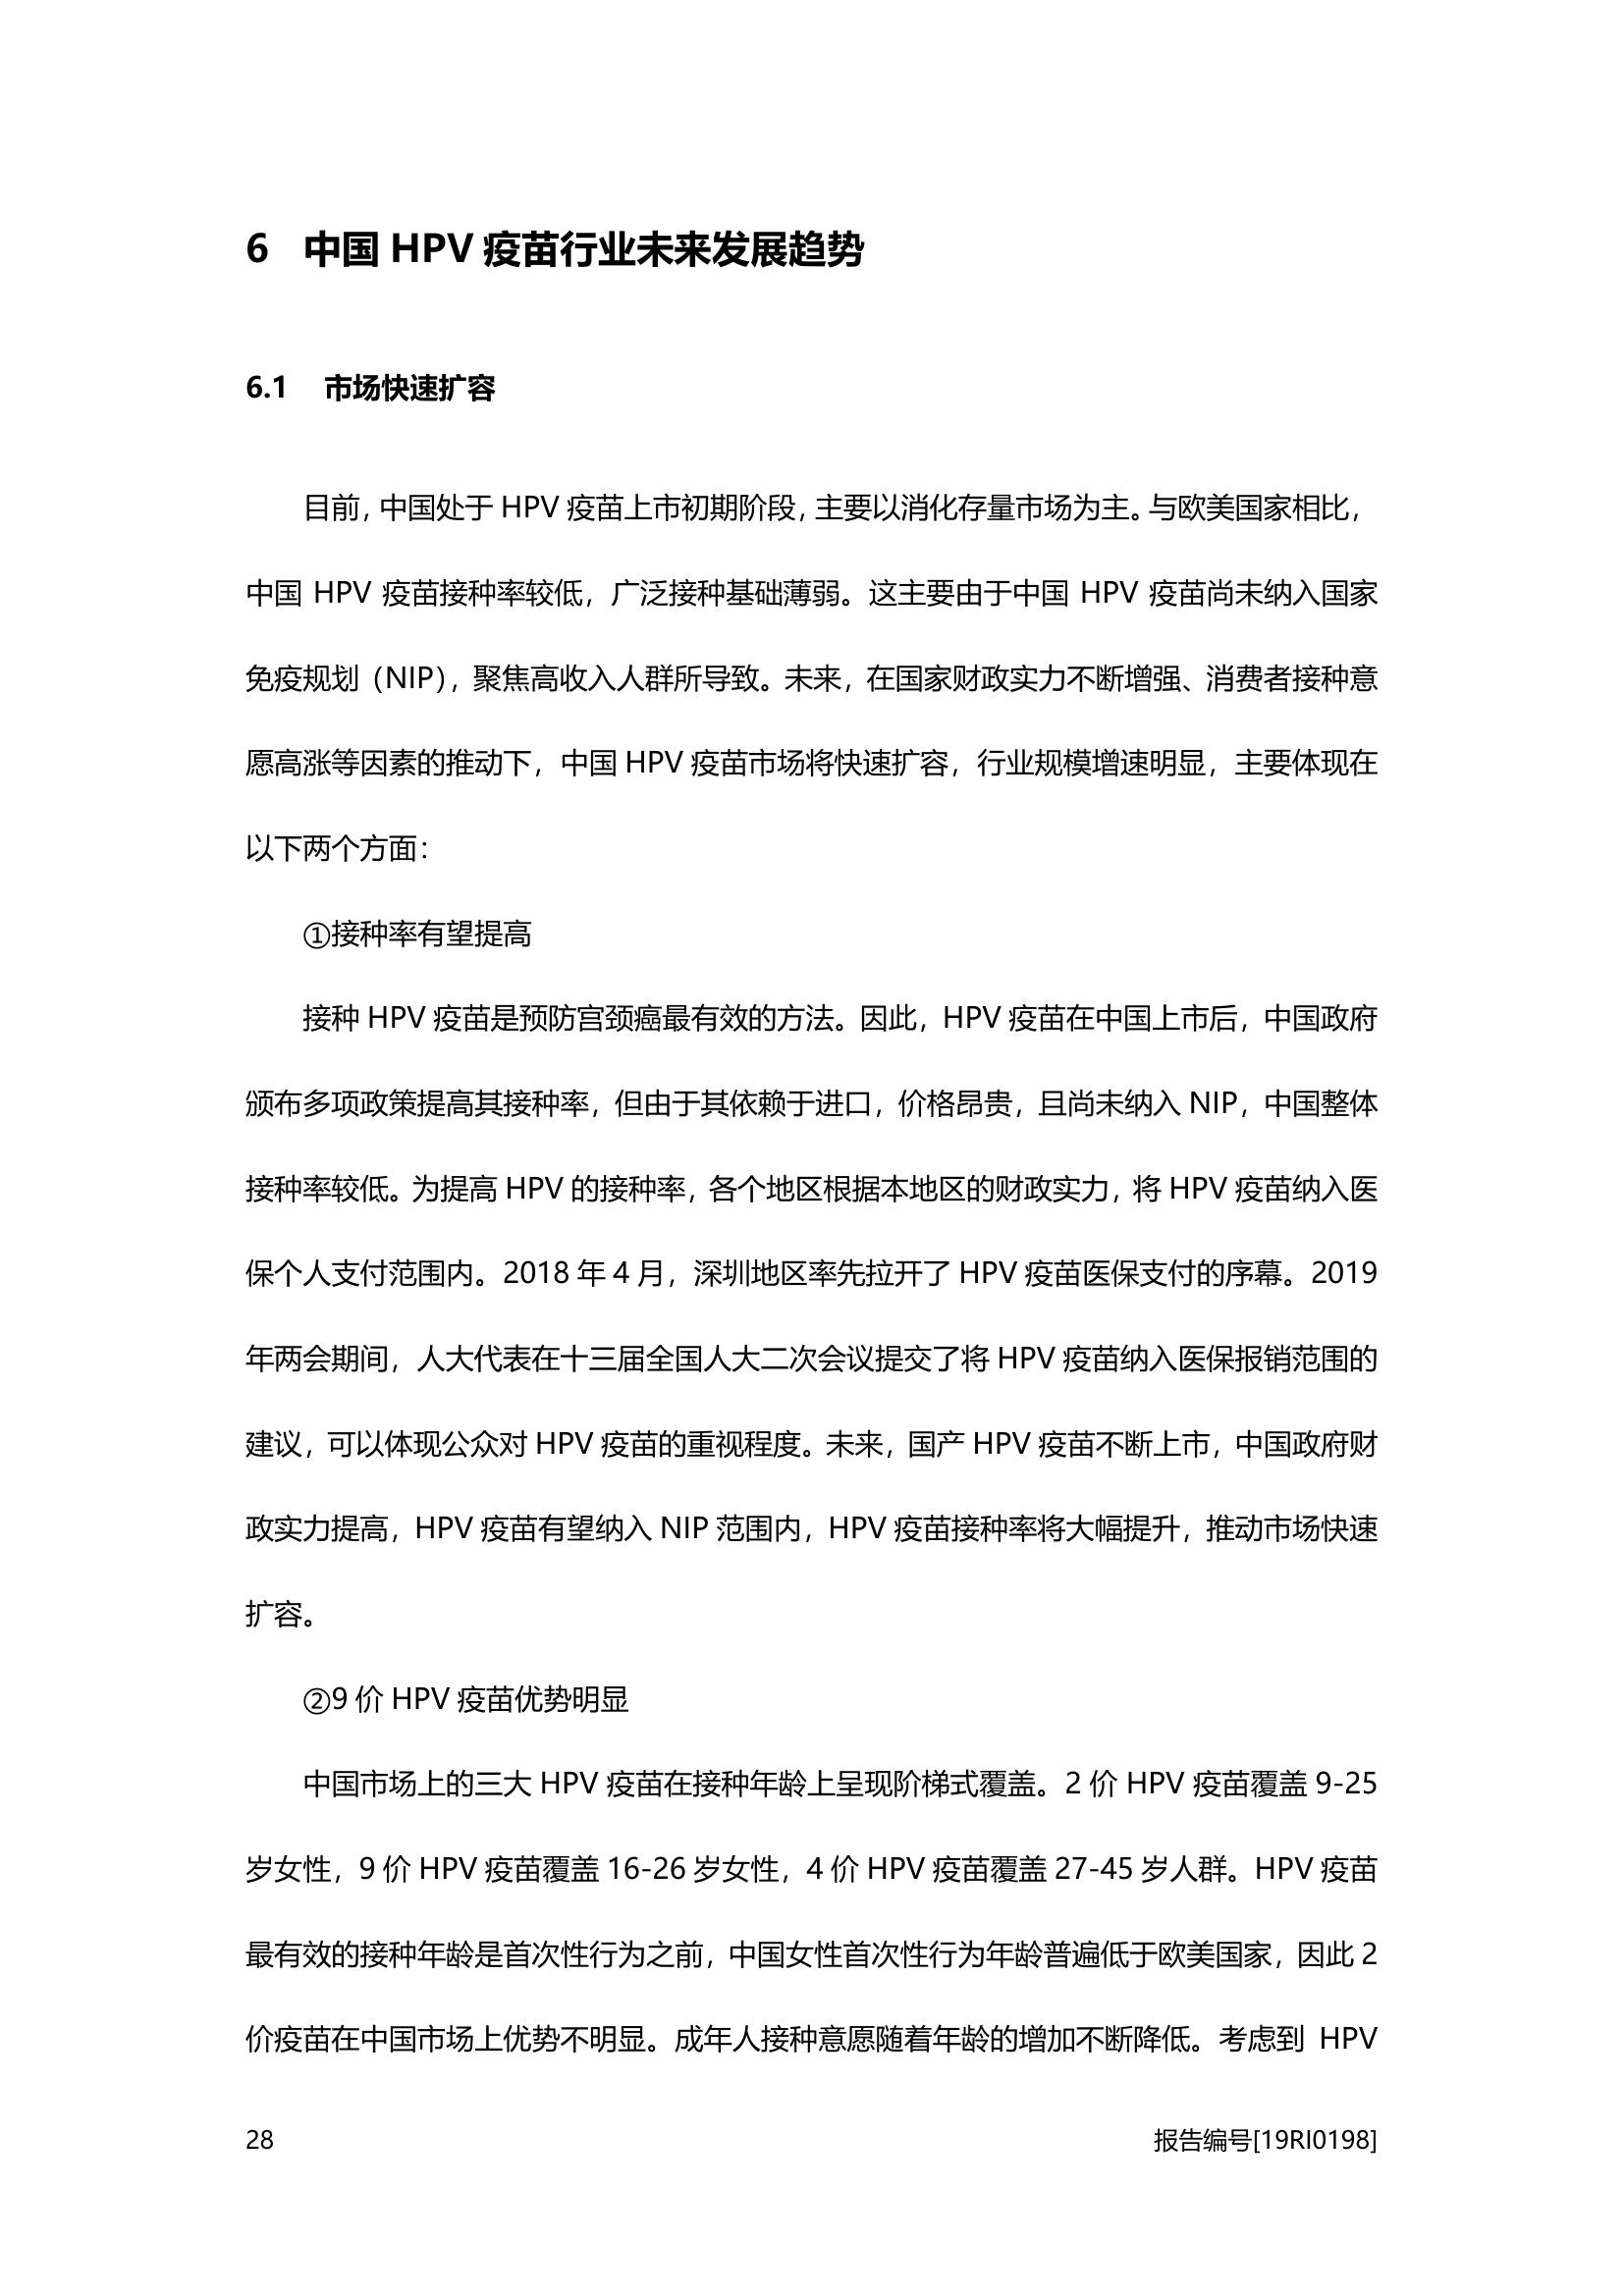 6 中国 HPV 疫苗行业未来发展趋势
6.1 市场快速扩容
目前，中国处于 HPV 疫苗上市初期阶段，主要以消化存量市场为主。与欧美国家相比，
中国 HPV 疫苗接种率较低，广泛接种基础薄弱。这主要由于中国 HPV 疫苗尚未纳入国家
免疫规划（NIP），聚焦高收入人群所导致。未来，在国家财政实力不断增强、消费者接种意
愿高涨等因素的推动下，中国 HPV 疫苗市场将快速扩容，行业规模增速明显，主要体现在
以下两个方面：
①接种率有望提高
接种 HPV 疫苗是预防宫颈癌最有效的方法。因此，HPV 疫苗在中国上市后，中国政府
颁布多项政策提高其接种率，但由于其依赖于进口，价格昂贵，且尚未纳入 NIP，中国整体
接种率较低。为提高 HPV 的接种率，各个地区根据本地区的财政实力，将 HPV 疫苗纳入医
保个人支付范围内。2018 年 4 月，深圳地区率先拉开了 HPV 疫苗医保支付的序幕。2019
年两会期间，人大代表在十三届全国人大二次会议提交了将 HPV 疫苗纳入医保报销范围的
建议，可以体现公众对 HPV 疫苗的重视程度。未来，国产 HPV 疫苗不断上市，中国政府财
政实力提高，HPV 疫苗有望纳入 NIP 范围内，HPV 疫苗接种率将大幅提升，推动市场快速
扩容。
②9 价 HPV 疫苗优势明显
中国市场上的三大 HPV 疫苗在接种年龄上呈现阶梯式覆盖。2 价 HPV 疫苗覆盖 9-25
岁女性，9 价 HPV 疫苗覆盖 16-26 岁女性，4 价 HPV 疫苗覆盖 27-45 岁人群。HPV 疫苗
最有效的接种年龄是首次性行为之前，中国女性首次性行为年龄普遍低于欧美国家，因此 2
价疫苗在中国市场上优势不明显。成年人接种意愿随着年龄的增加不断降低。考虑到 HPV
28 报告编号[19RI0198]